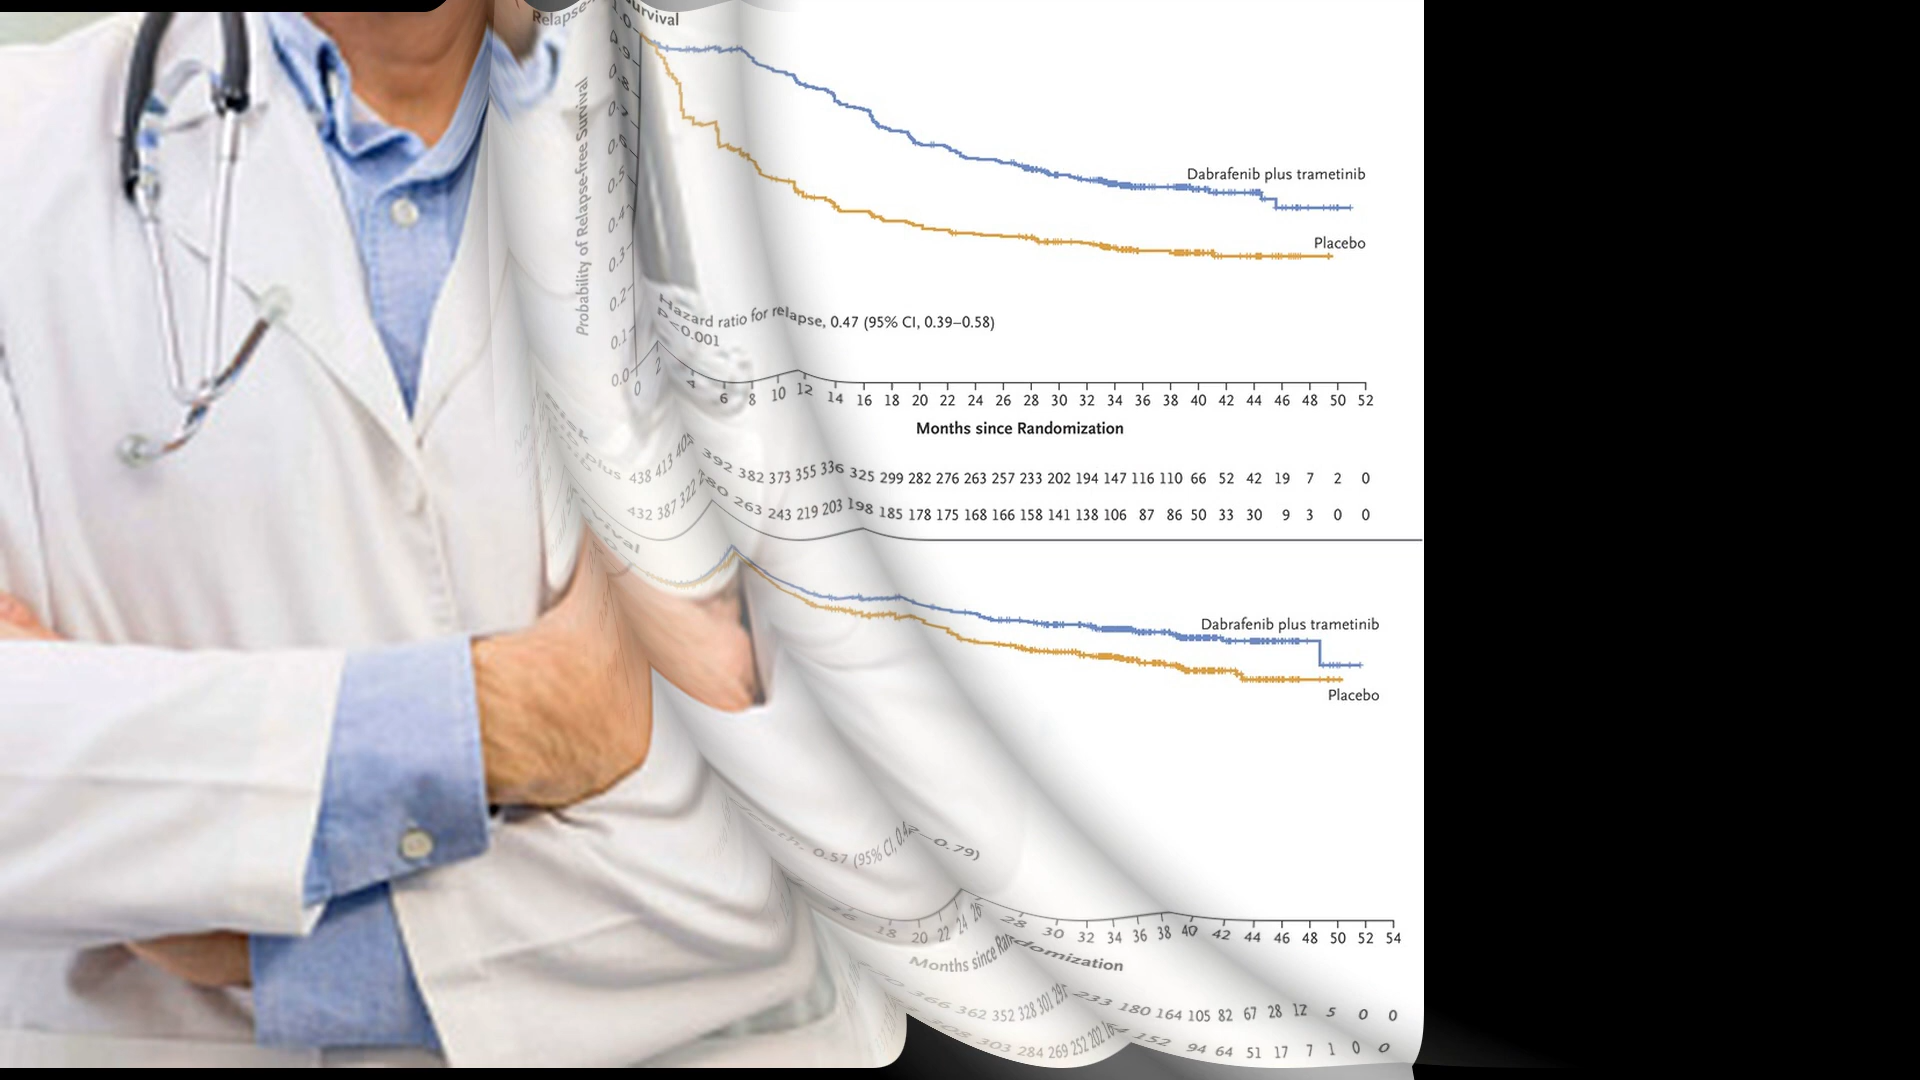 Relapse- Survival
1.0
0.9
0.8
0.7
0.6
0.5
0.4
0.3
0.2
0.1
0.0
Probability of Relapse-free Survival
Dabrafenib plus trametinib
Placebo
Hazard ratio for relapse, 0.47 (95% CI, 0.39–0.58)
P<0.001
0 2 4 6 8 10 12 14 16 18 20 22 24 26 28 30 32 34 36 38 40 42 44 46 48 50 52
Months since Randomization
Risk
plus 438 413 405 392 382 373 355 336 325 299 282 276 263 257 233 202 194 147 116 110 66 52 42 19 7 2 0
432 387 322 280 263 243 219 203 198 185 178 175 168 166 158 141 138 106 87 86 50 33 30 9 3 0 0
Dabrafenib plus trametinib
Placebo
death, 0.57 (95% CI, 0.42–0.79)
16 18 20 22 24 26 28 30 32 34 36 38 40 42 44 46 48 50 52 54
Months since Randomization
366 362 352 328 301 233 180 164 105 82 67 28 12 5 0 0
308 303 284 269 252 202 152 94 64 51 17 7 1 0 0